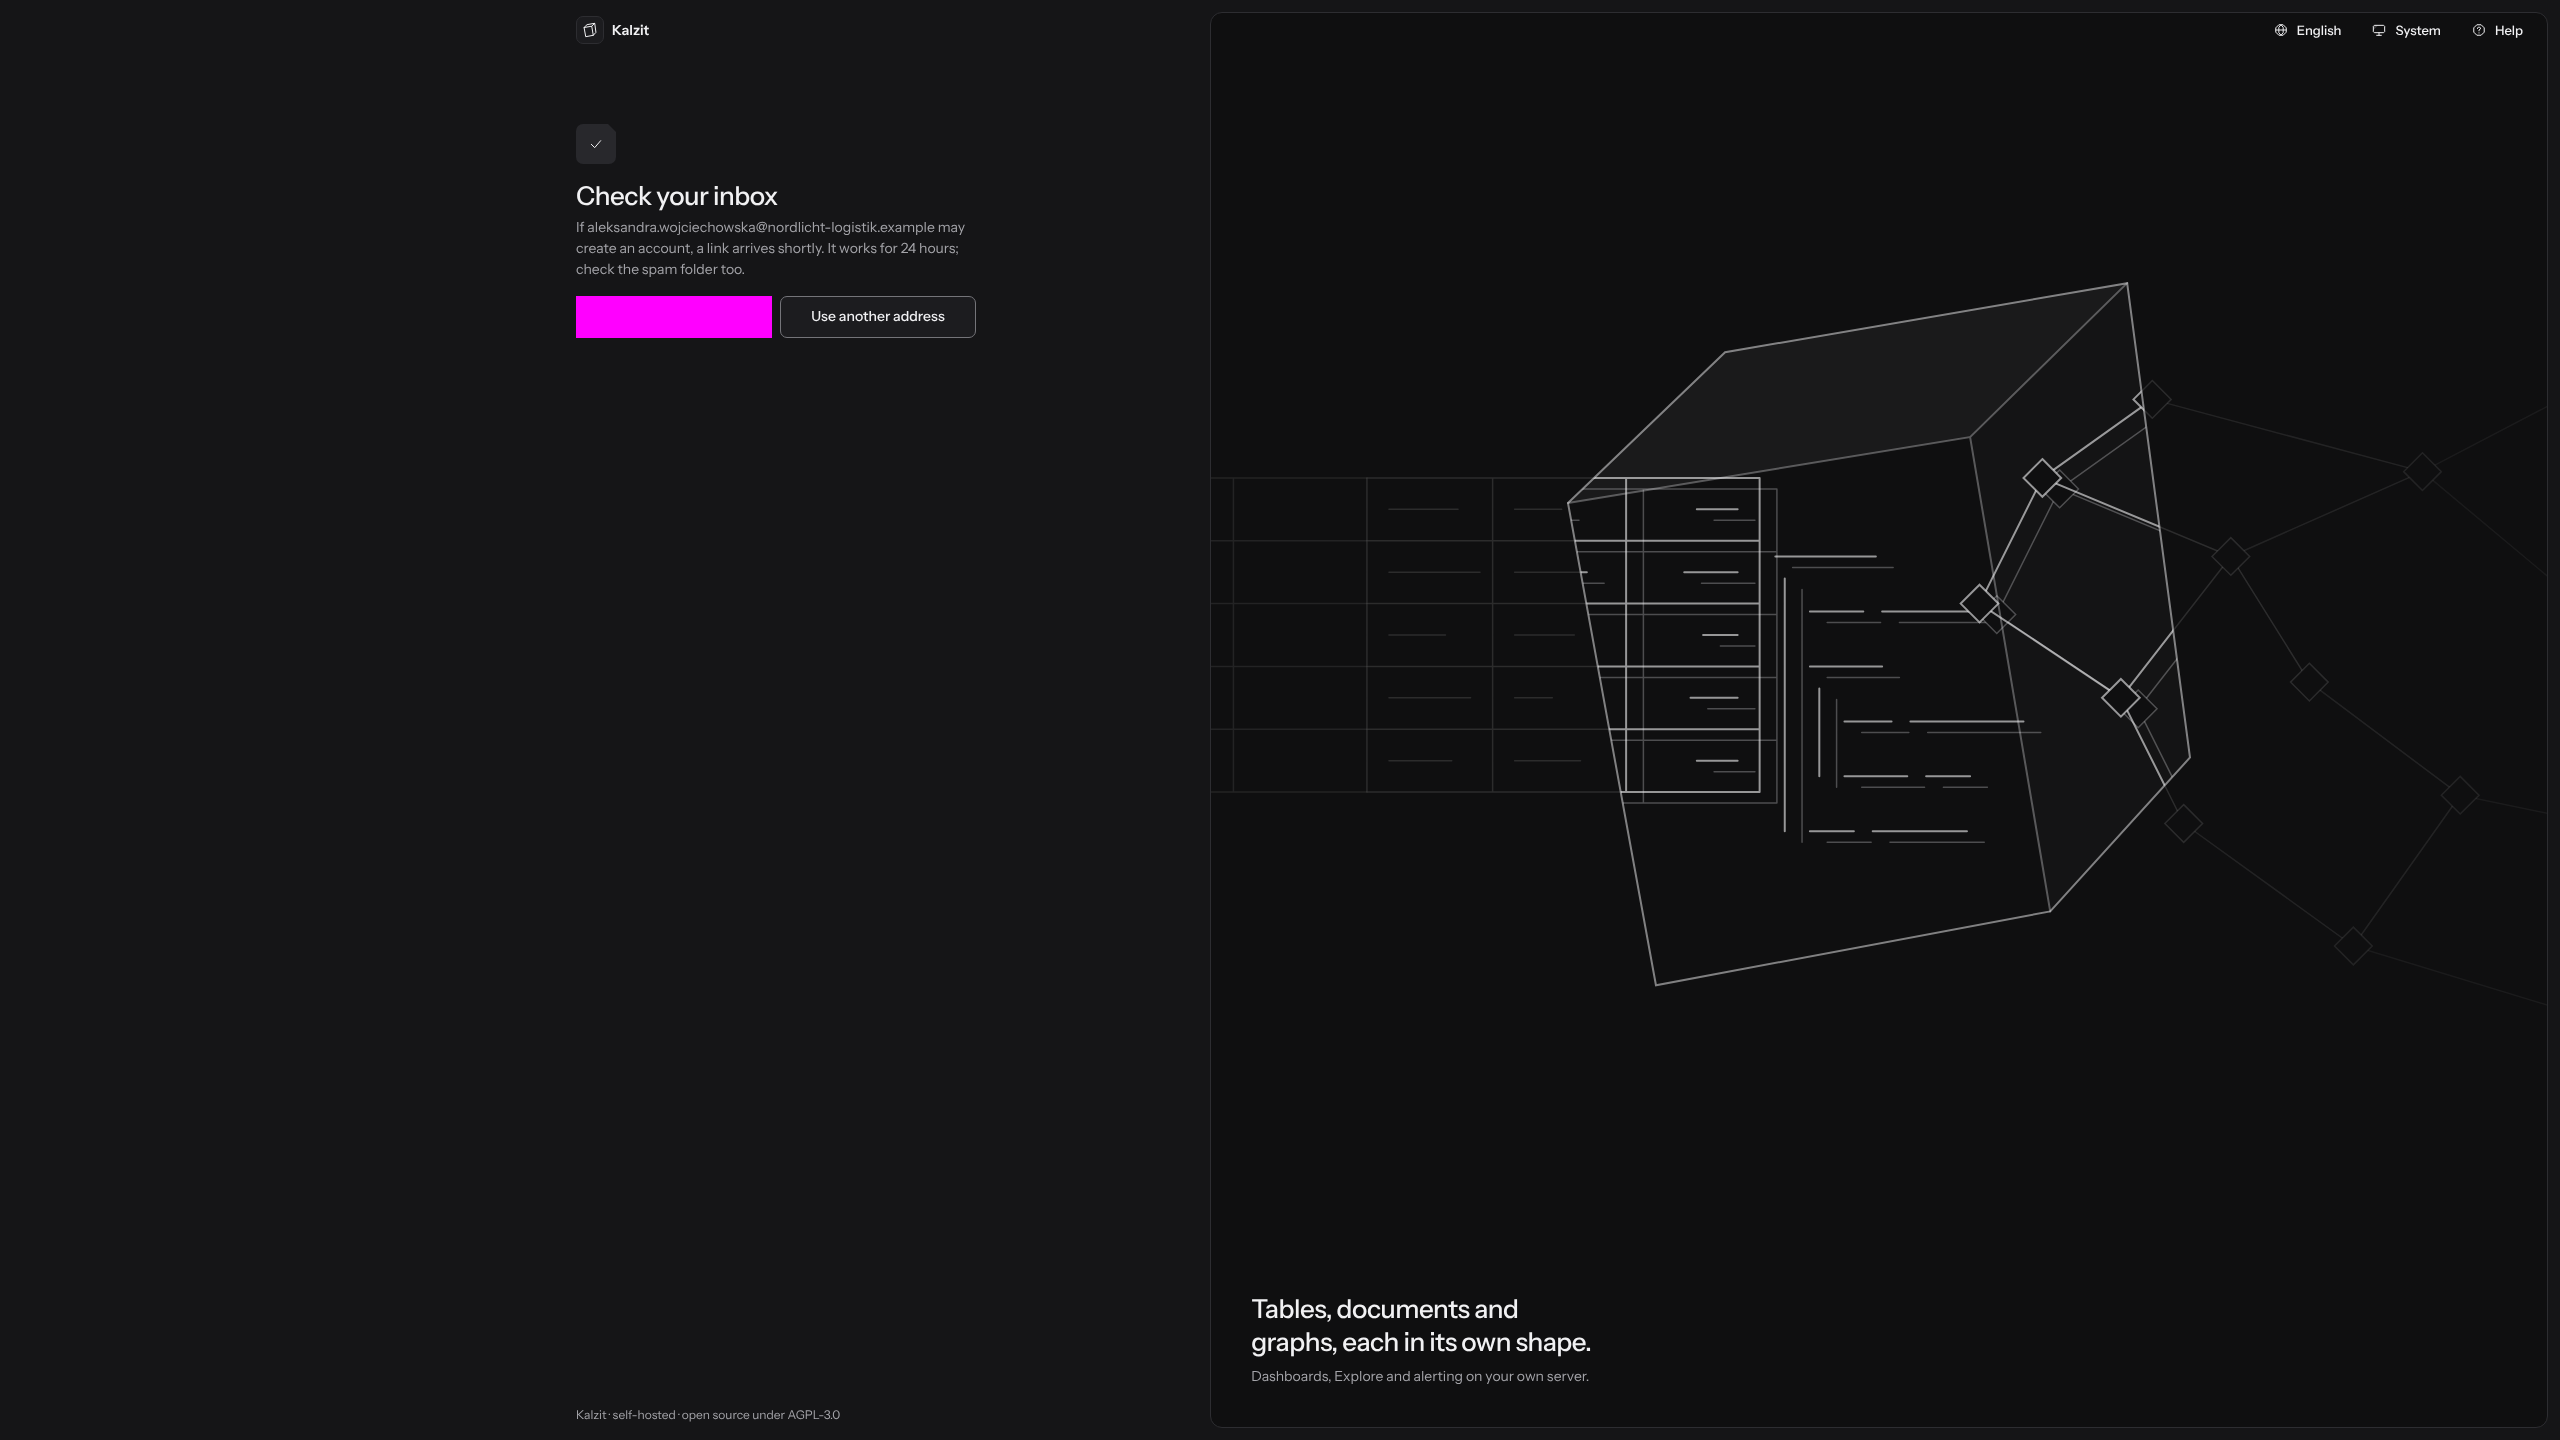 Kalzit
English
System
Help
Check your inbox
If aleksandra.wojciechowska@nordlicht-logistik.example may
create an account, a link arrives shortly. It works for 24 hours;
check the spam folder too.
Use another address
Tables, documents and
graphs, each in its own shape.
Dashboards, Explore and alerting on your own server.
Kalzit · self-hosted · open source under AGPL-3.0